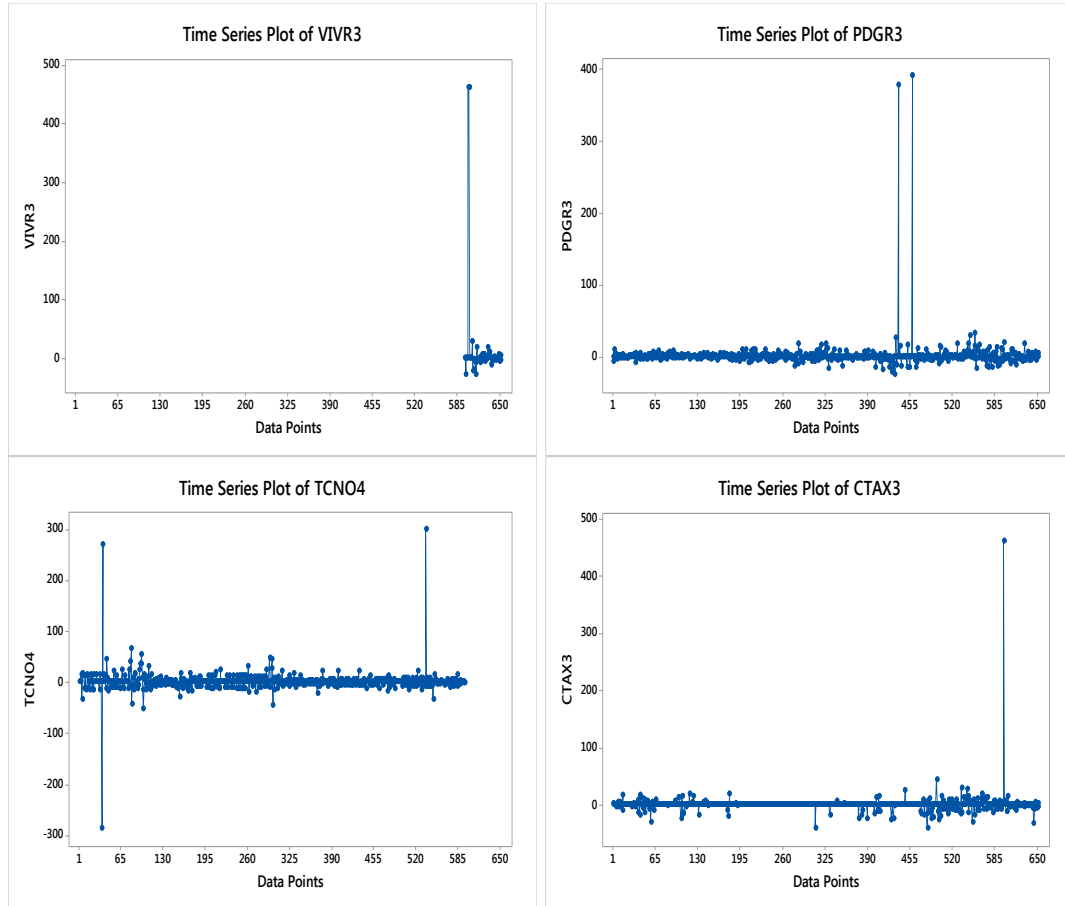 Time Series Plot of VIVR3
500
400
300
200
100
0
VIVR3
1 65 130 195 260 325 390 455 520 585 650
Data Points
Time Series Plot of PDGR3
400
300
200
100
0
PDGR3
1 65 130 195 260 325 390 455 520 585 650
Data Points
Time Series Plot of TCNO4
300
200
100
0
-100
-200
-300
TCNO4
1 65 130 195 260 325 390 455 520 585 650
Data Points
Time Series Plot of CTAX3
500
400
300
200
100
0
CTAX3
1 65 130 195 260 325 390 455 520 585 650
Data Points